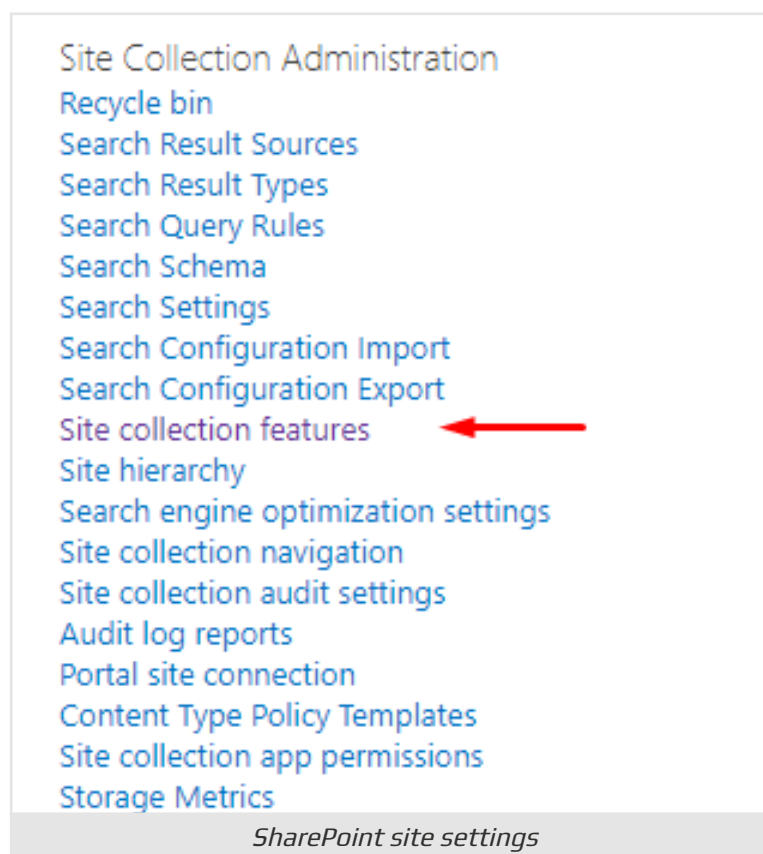 Site Collection Administration
Recycle bin
Search Result Sources
Search Result Types
Search Query Rules
Search Schema
Search Settings
Search Configuration Import
Search Configuration Export
Site collection features
Site hierarchy
Search engine optimization settings
Site collection navigation
Site collection audit settings
Audit log reports
Portal site connection
Content Type Policy Templates
Site collection app permissions
Storage Metrics
SharePoint site settings